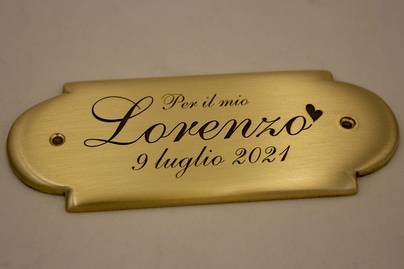 Per il mio
Lorenzo
9 luglio 2021